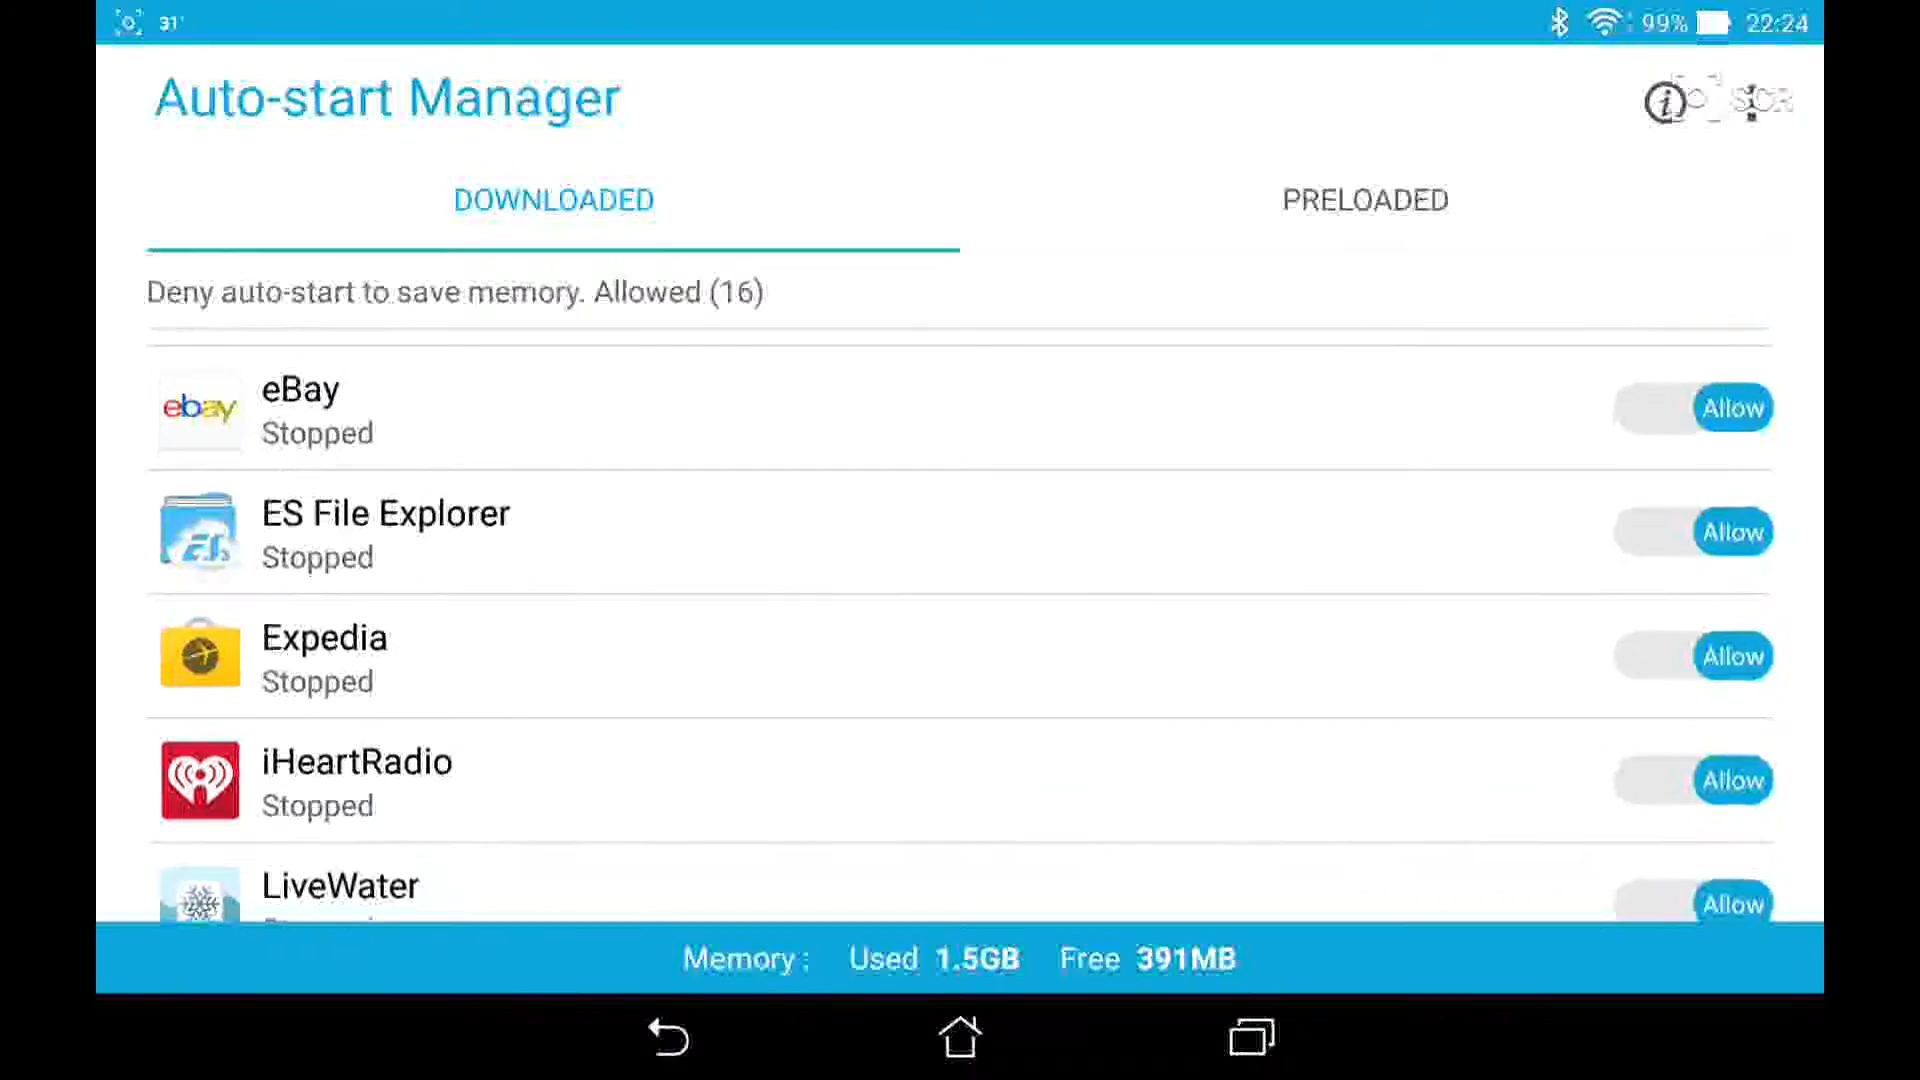 31°
99% 22:24
Auto-start Manager
SCR
DOWNLOADED PRELOADED
Deny auto-start to save memory. Allowed (16)
ebay eBay Allow
Stopped
ES File Explorer Allow
Stopped
Expedia Allow
Stopped
iHeartRadio Allow
Stopped
LiveWater Allow
Memory : Used 1.5GB Free 391MB